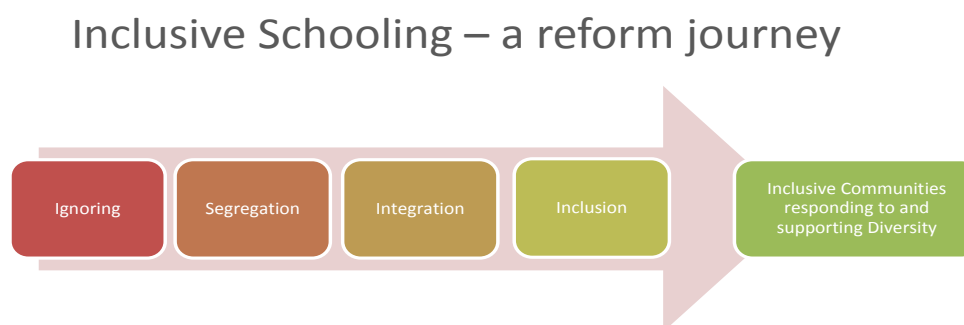 Inclusive Schooling – a reform journey
Ignoring
Segregation
Integration
Inclusion
Inclusive Communities
responding to and
supporting Diversity